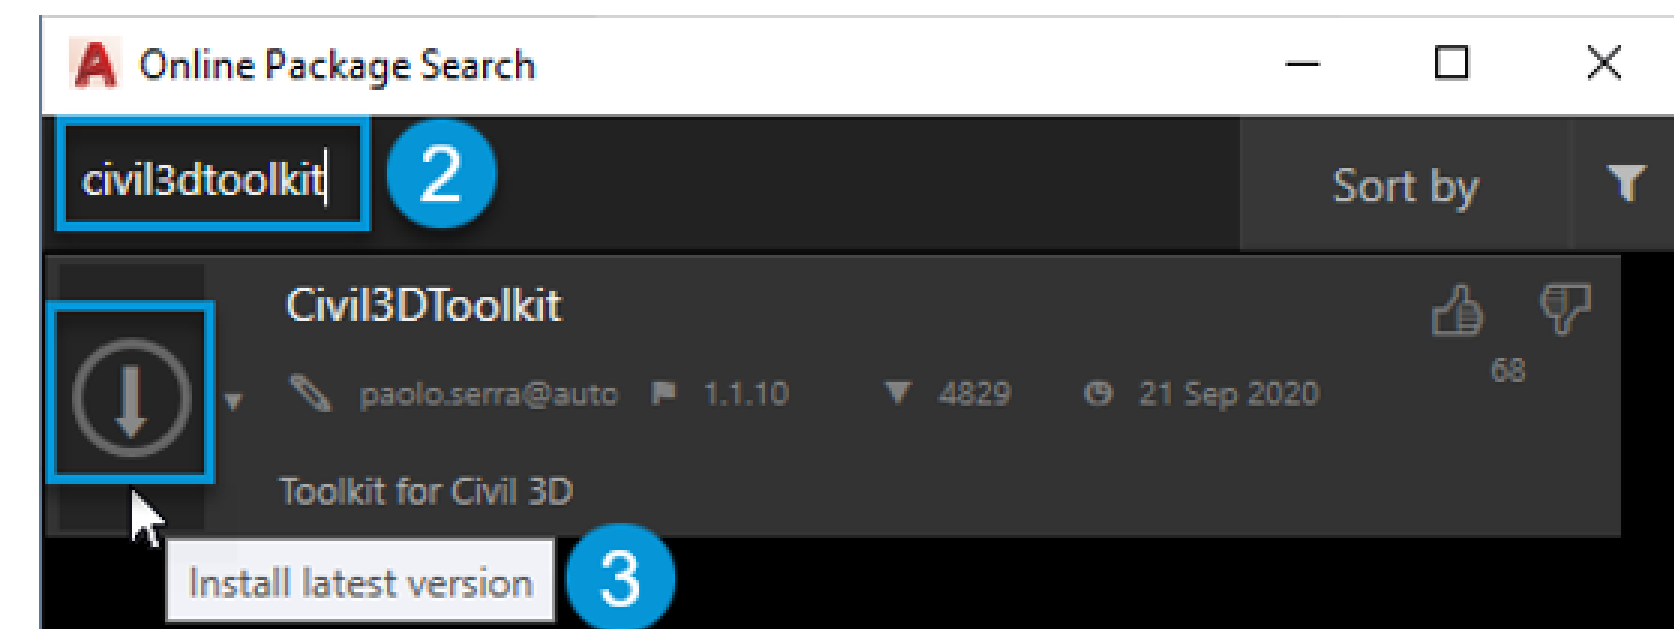 Online Package Search
civil3dtoolkit
2
Sort by
Civil3DToolkit
paolo.serra@auto 1.1.10 4829 21 Sep 2020 68
Toolkit for Civil 3D
Install latest version
3